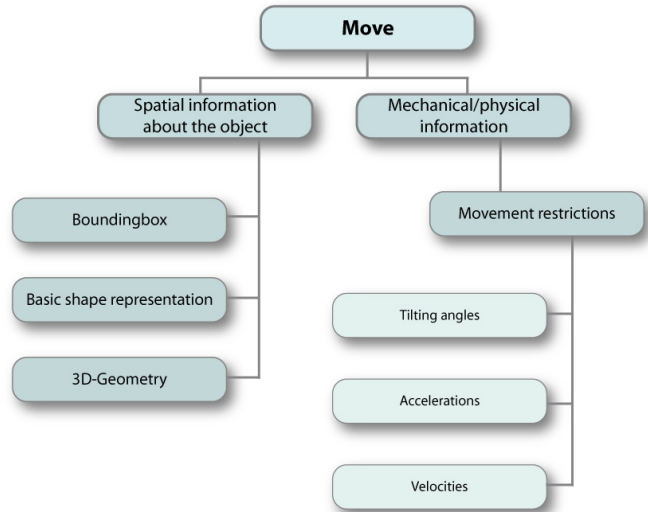 Move
Spatial information
about the object
Mechanical/physical
information
Boundingbox
Movement restrictions
Basic shape representation
Tilting angles
3D-Geometry
Accelerations
Velocities